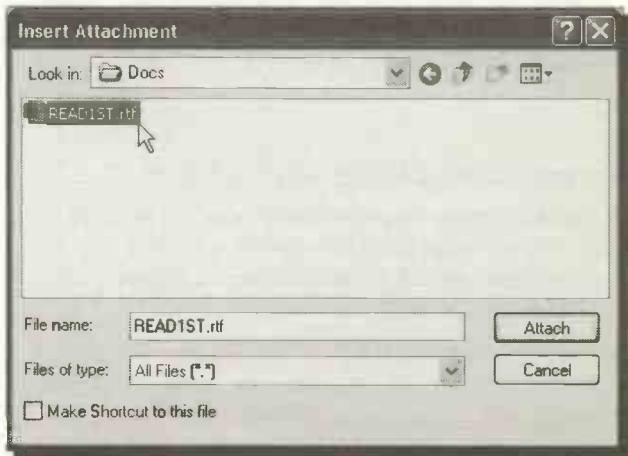 Insert Attachment
Look in: Docs
READ1ST.rtf
File name: READ1ST.rtf Attach
Files of type: All Files (*.*) Cancel
Make Shortcut to this file